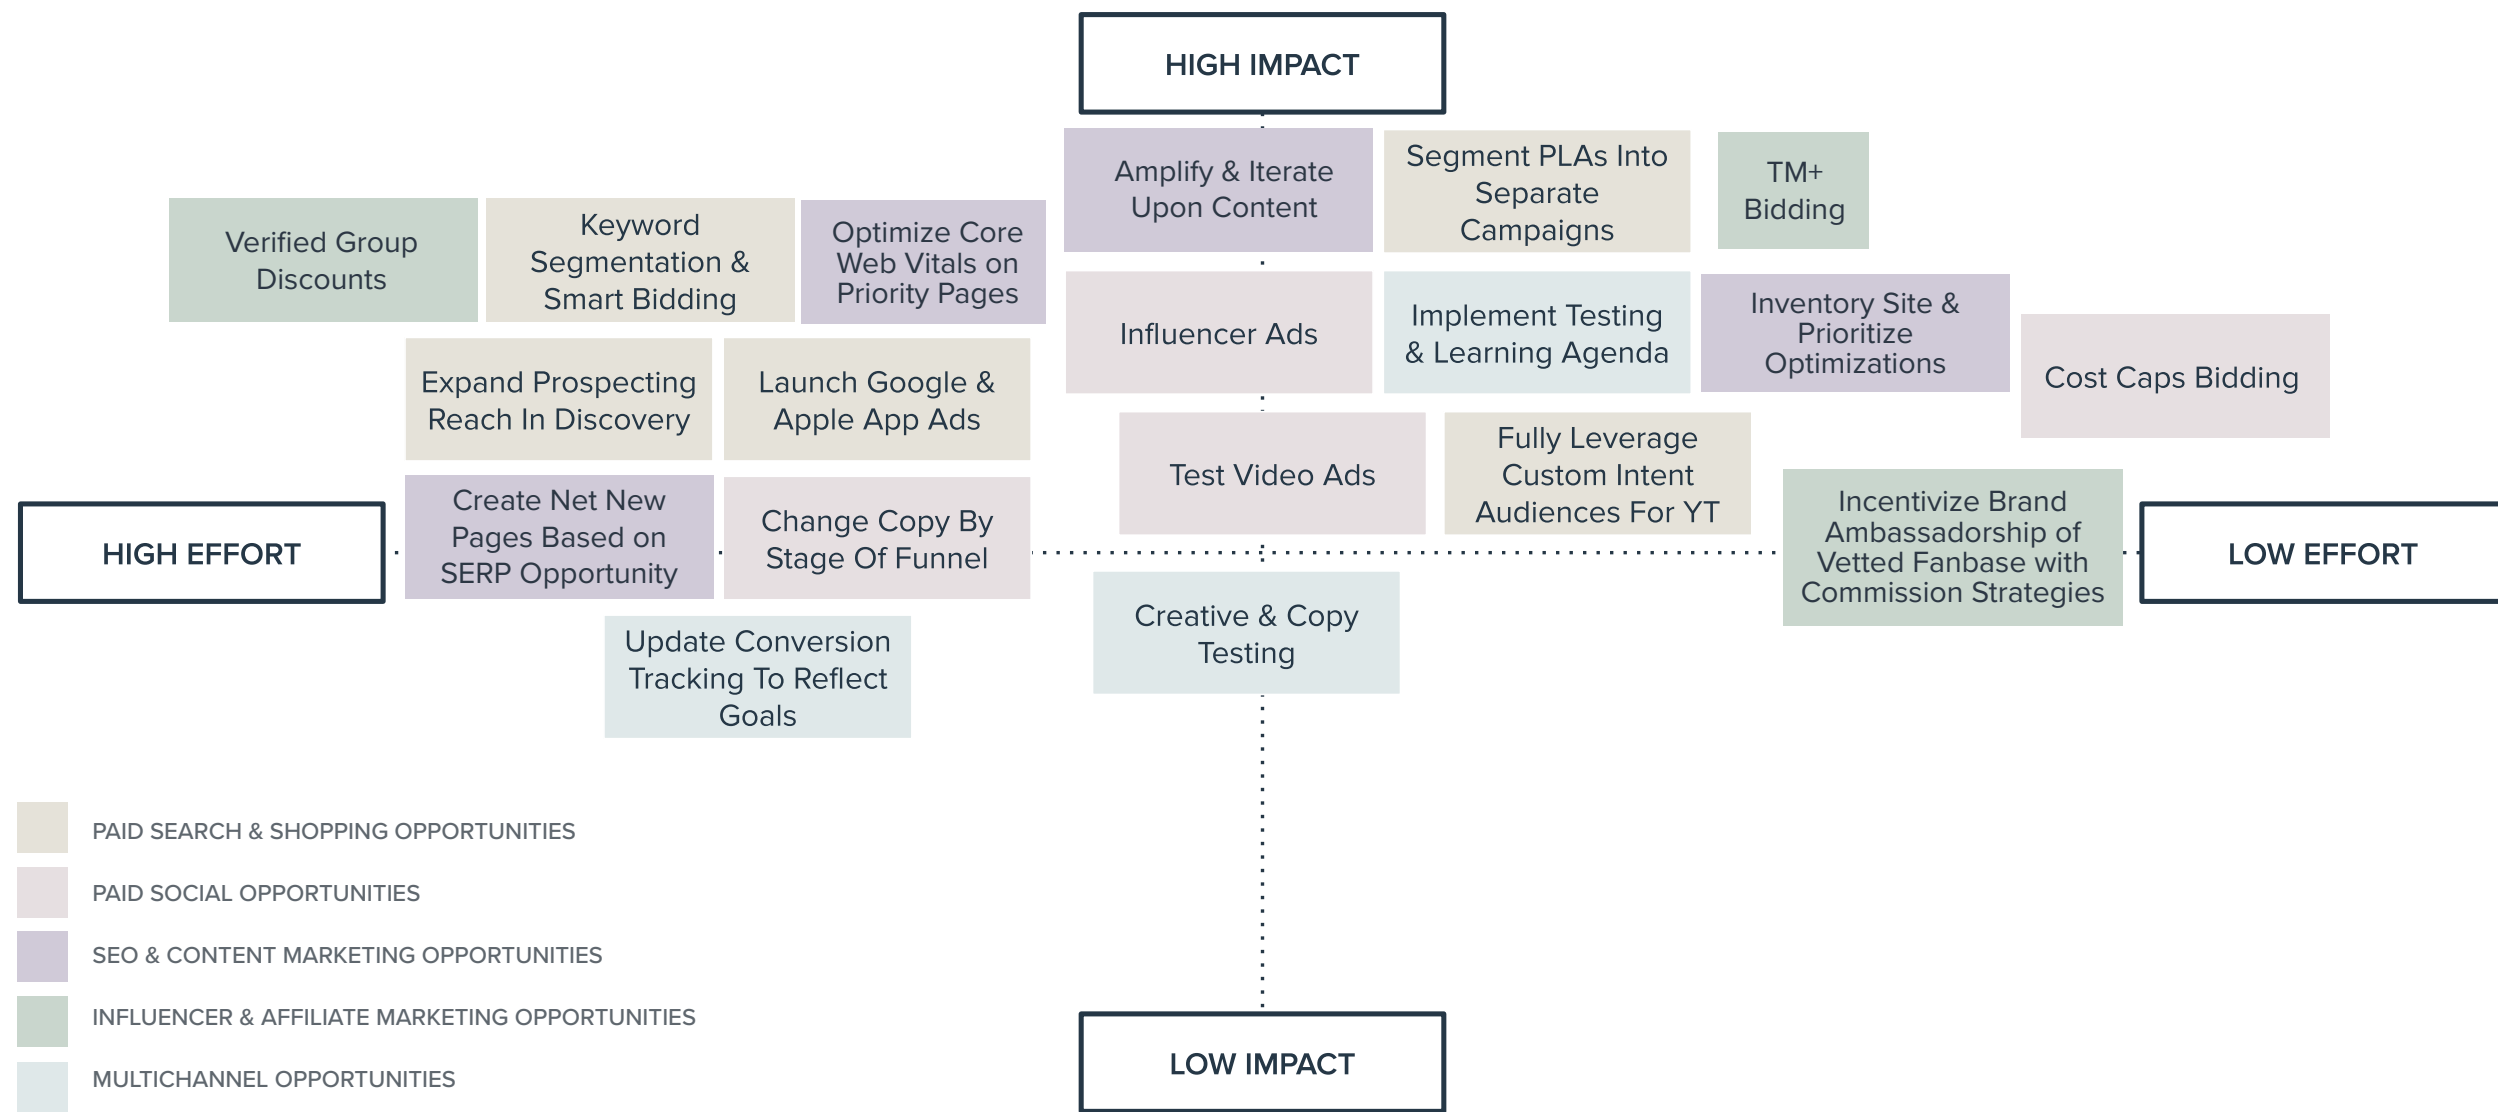 HIGH IMPACT
Amplify & Iterate
Upon Content
Segment PLAs Into
Separate
Campaigns
TM+
Bidding
Verified Group
Discounts
Keyword
Segmentation &
Smart Bidding
Optimize Core
Web Vitals on
Priority Pages
Influencer Ads
Implement Testing
& Learning Agenda
Inventory Site &
Prioritize
Optimizations
Cost Caps Bidding
Expand Prospecting
Reach In Discovery
Launch Google &
Apple App Ads
Test Video Ads
Fully Leverage
Custom Intent
Audiences For YT
HIGH EFFORT
Create Net New
Pages Based on
SERP Opportunity
Change Copy By
Stage Of Funnel
Incentivize Brand
Ambassadorship of
Vetted Fanbase with
Commission Strategies
LOW EFFORT
Update Conversion
Tracking To Reflect
Goals
Creative & Copy
Testing
PAID SEARCH & SHOPPING OPPORTUNITIES
PAID SOCIAL OPPORTUNITIES
SEO & CONTENT MARKETING OPPORTUNITIES
INFLUENCER & AFFILIATE MARKETING OPPORTUNITIES
MULTICHANNEL OPPORTUNITIES
LOW IMPACT